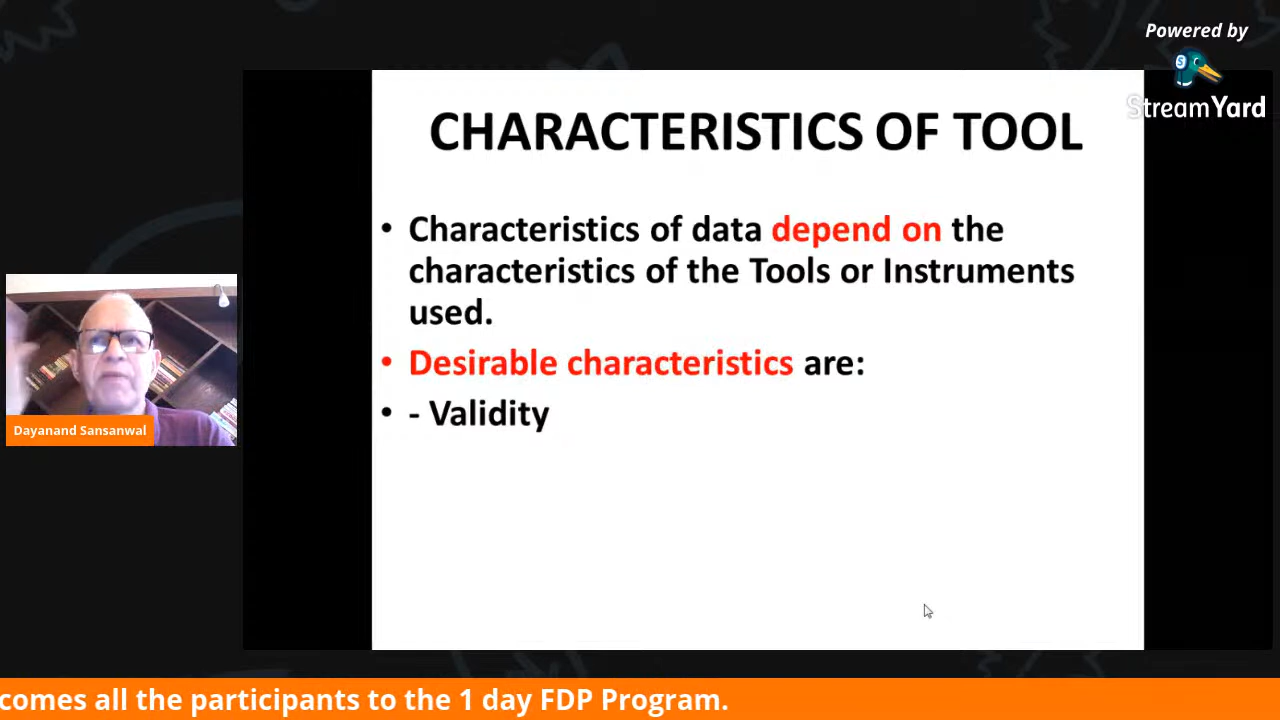 Powered by
StreamYard
CHARACTERISTICS OF TOOL
• Characteristics of data depend on the
characteristics of the Tools or Instruments
used.
• Desirable characteristics are:
• - Validity
Dayanand Sansanwal
comes all the participants to the 1 day FDP Program.